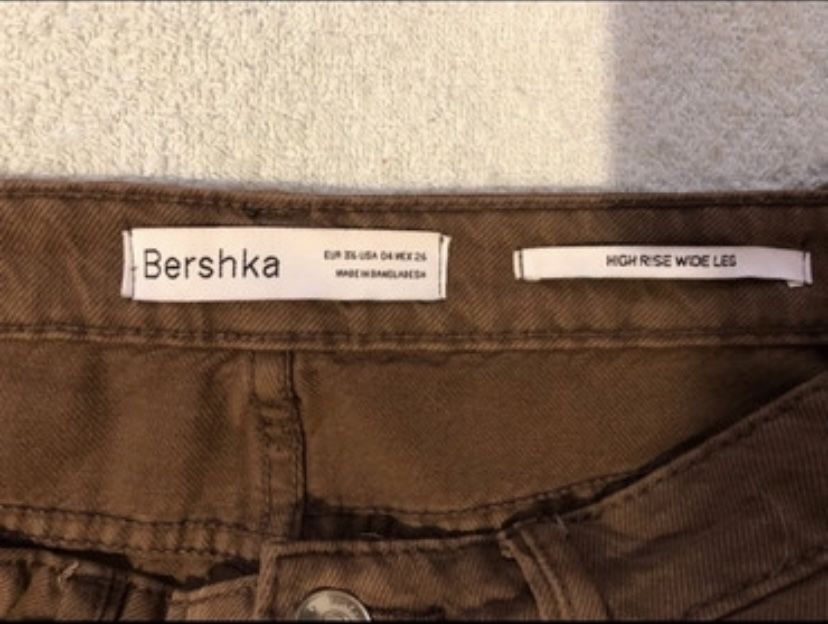 Bershka
EUR 36 USA 04 MEX 26
MADE IN BANGLADESH
HIGH RISE WIDE LEG